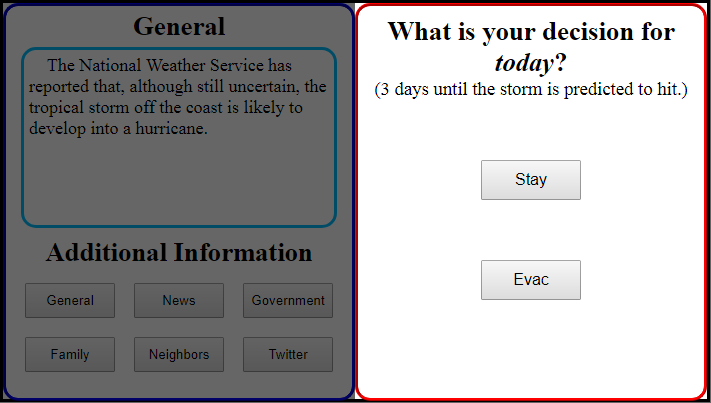 General
The National Weather Service has
reported that, although still uncertain, the
tropical storm off the coast is likely to
develop into a hurricane.
Additional Information
General News Government
Family Neighbors Twitter
What is your decision for
today?
(3 days until the storm is predicted to hit.)
Stay
Evac